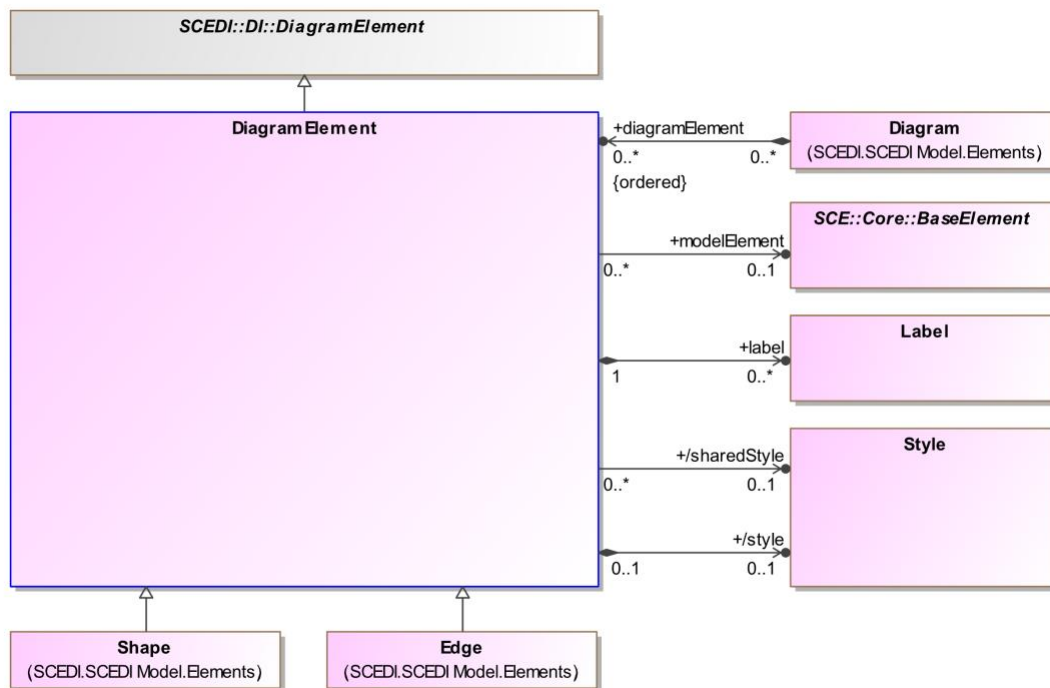 SCEDI::DI::DiagramElement
DiagramElement
+diagramElement
0..*
0..*
{ordered}
Diagram
(SCEDI.SCEDI Model.Elements)
+modelElement
0..*
0..1
SCE::Core::BaseElement
+label
1
0..*
Label
+/sharedStyle
0..*
0..1
Style
+/style
0..1
0..1
Shape
(SCEDI.SCEDI Model.Elements)
Edge
(SCEDI.SCEDI Model.Elements)